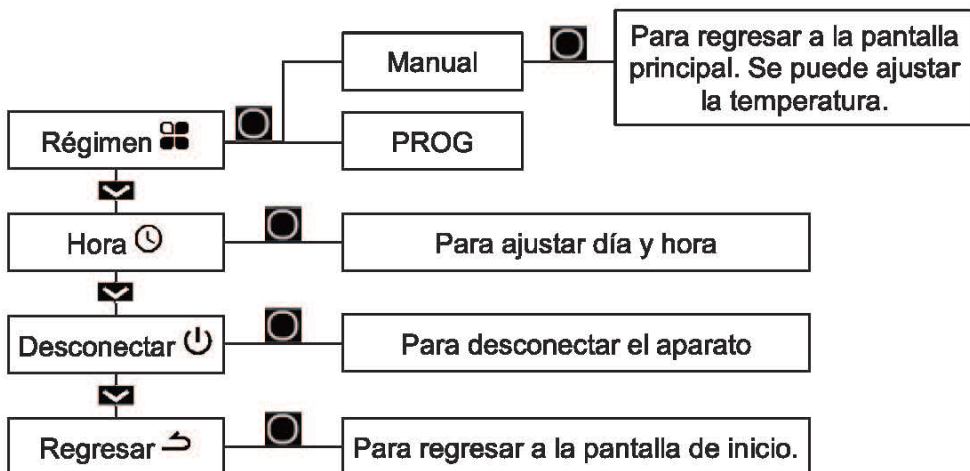 Manual
Para regresar a la pantalla
principal. Se puede ajustar
la temperatura.
Régimen
PROG
Hora
Para ajustar día y hora
Desconectar
Para desconectar el aparato
Regresar
Para regresar a la pantalla de inicio.